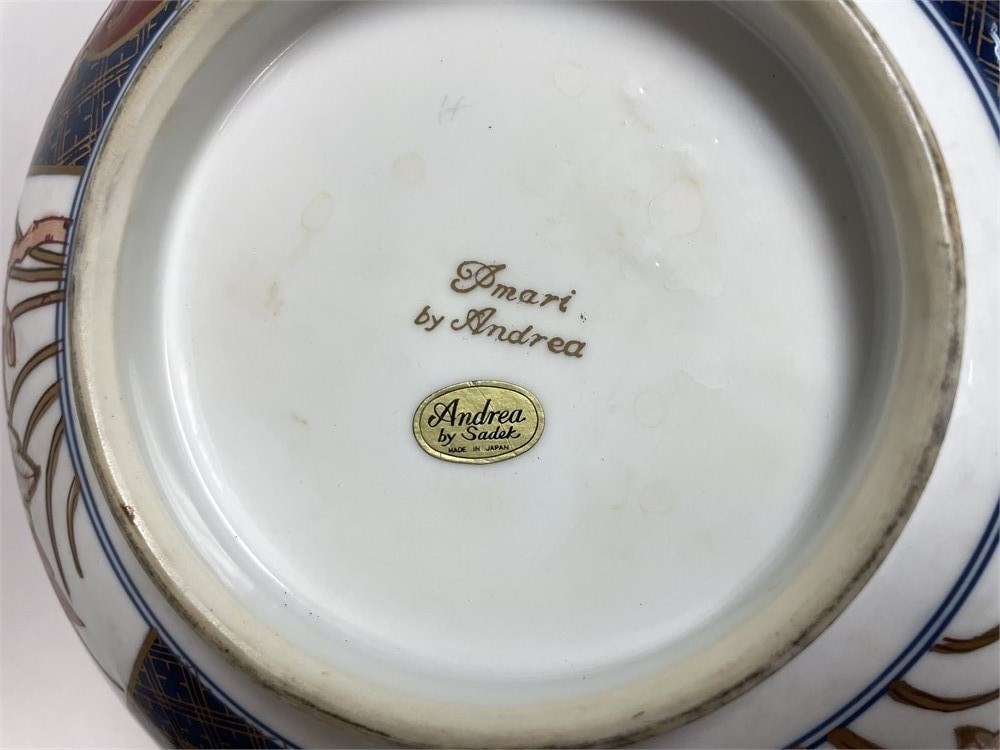 H
Imari
by Andrea
Andrea
by Sadek
MADE IN JAPAN